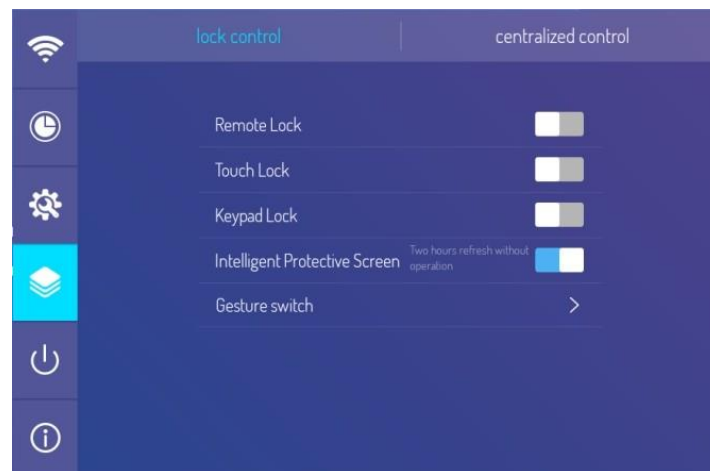 lock control
centralized control
Remote Lock
Touch Lock
Keypad Lock
Intelligent Protective Screen
Two hours refresh without
operation
Gesture switch